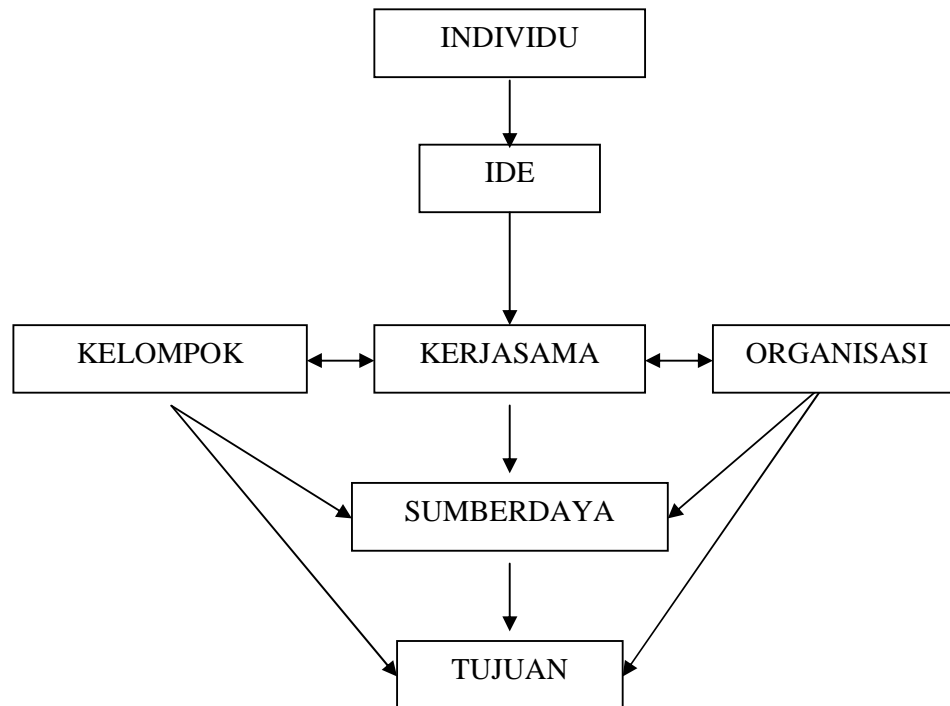 INDIVIDU
IDE
KELOMPOK
KERJASAMA
ORGANISASI
SUMBERDAYA
TUJUAN